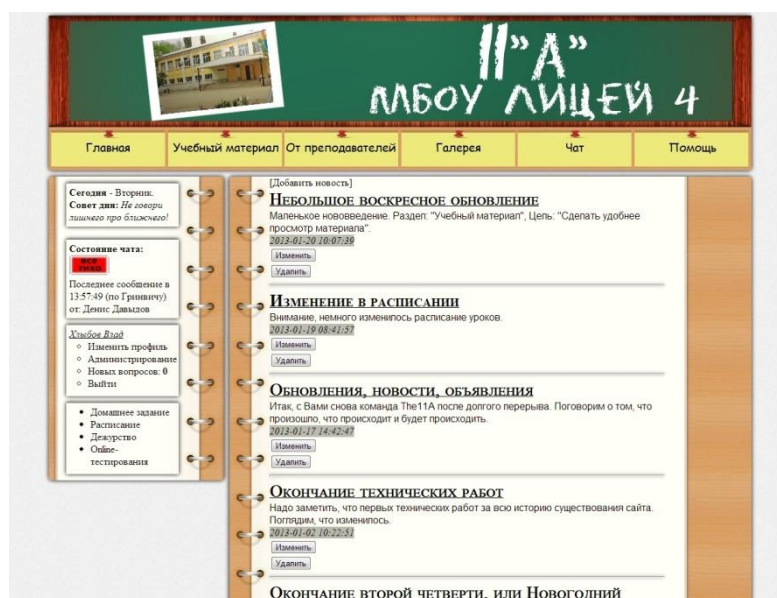 11”А”
МБОУ ЛИЦЕЙ 4
Главная
Учебный материал
От преподавателей
Галерея
Чат
Помощь
Сегодня - Вторник.
Совет дня: Не говори
лишнего про ближнего!
Состояние чата:
все
тихо
Последнее сообщение в
13:57:49 (по Гринвичу)
от: Денис Давыдов
Хлыбов Влад
Изменить профиль
Администрирование
Новых вопросов: 0
Выйти
Домашнее задание
Расписание
Дежурство
Online-
тестирования
[Добавить новость]
Небольшое воскресное обновление
Маленькое нововведение. Раздел: "Учебный материал", Цель: "Сделать удобнее
просмотр материала".
2013-01-20 10:07:39
Изменить
Удалить
Изменение в расписании
Внимание, немного изменилось расписание уроков.
2013-01-19 08:41:57
Изменить
Удалить
Обновления, новости, объявления
Итак, с Вами снова команда The11A после долгого перерыва. Поговорим о том, что
произошло, что происходит и будет происходить.
2013-01-17 14:42:47
Изменить
Удалить
Окончание технических работ
Надо заметить, что первых технических работ за всю историю существования сайта.
Поглядим, что изменилось.
2013-01-02 10:22:51
Изменить
Удалить
Окончание второй четверти, или Новогодний